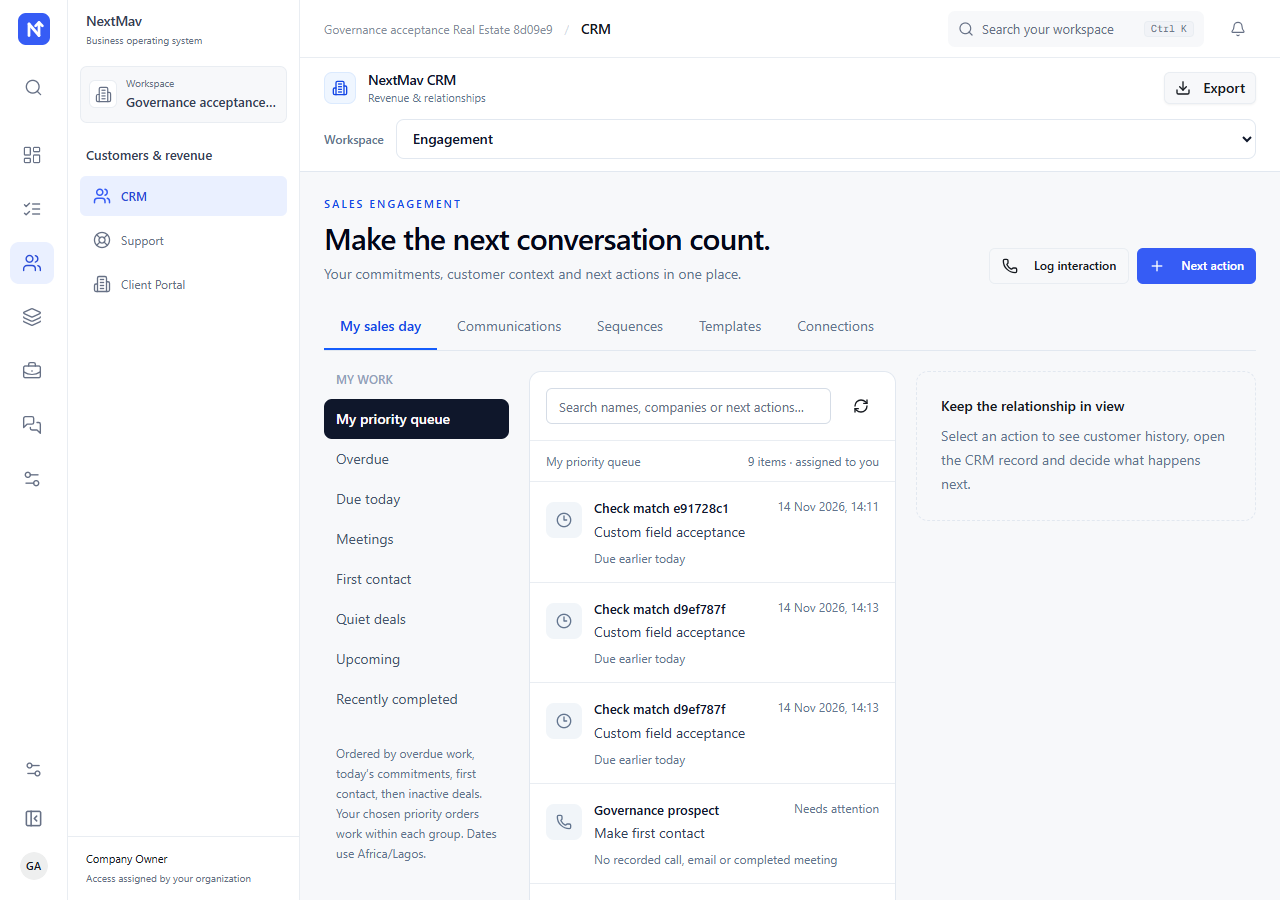 NextMav
Business operating system
Workspace
Governance acceptance...
Customers & revenue
CRM
Support
Client Portal
Company Owner
Access assigned by your organization
GA
Governance acceptance Real Estate 8d09e9 / CRM
Search your workspace Ctrl K
NextMav CRM
Revenue & relationships
Export
Workspace Engagement
SALES ENGAGEMENT
Make the next conversation count.
Your commitments, customer context and next actions in one place.
Log interaction
Next action
My sales day Communications Sequences Templates Connections
MY WORK
My priority queue
Overdue
Due today
Meetings
First contact
Quiet deals
Upcoming
Recently completed
Ordered by overdue work,
today's commitments, first
contact, then inactive deals.
Your chosen priority orders
work within each group. Dates
use Africa/Lagos.
Search names, companies or next actions...
My priority queue 9 items · assigned to you
Check match e91728c1 14 Nov 2026, 14:11
Custom field acceptance
Due earlier today
Check match d9ef787f 14 Nov 2026, 14:13
Custom field acceptance
Due earlier today
Check match d9ef787f 14 Nov 2026, 14:13
Custom field acceptance
Due earlier today
Governance prospect Needs attention
Make first contact
No recorded call, email or completed meeting
Keep the relationship in view
Select an action to see customer history, open
the CRM record and decide what happens
next.